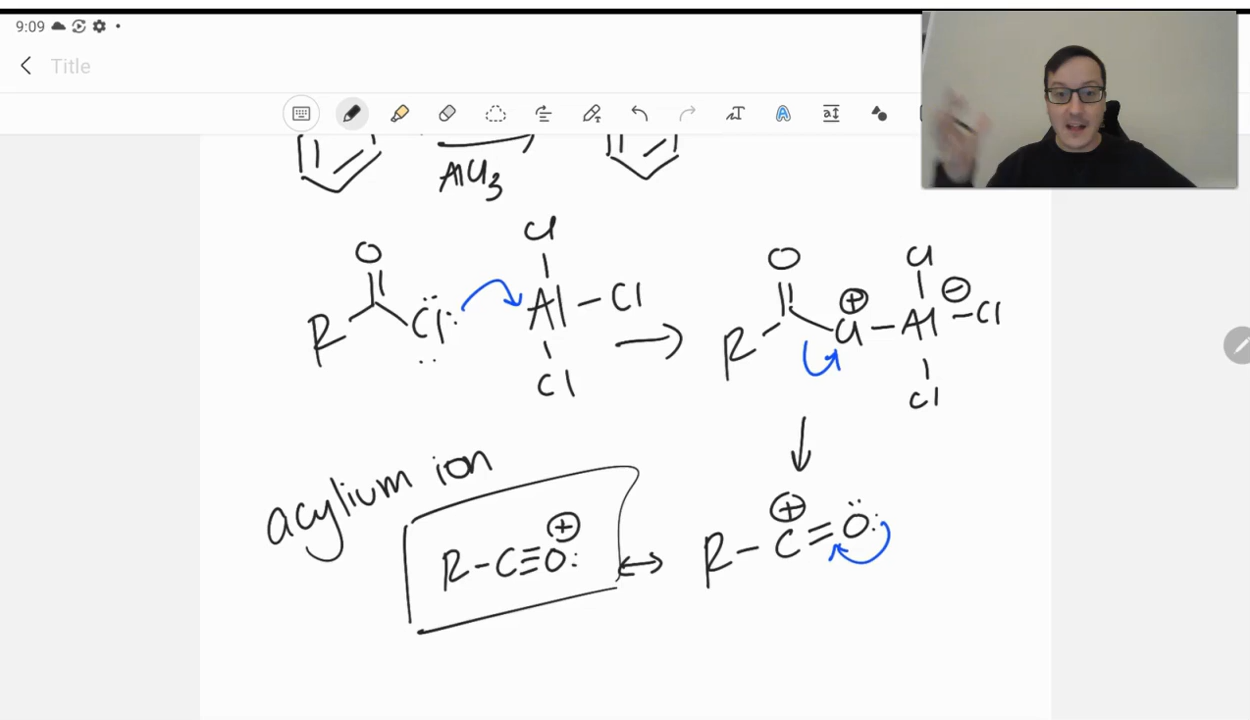 9:09
Title
AlCl3
O
R
Cl:
Cl
Al – Cl
Cl
O
R
⊕
Cl – Al – Cl
⊖
Cl
Cl
acylium ion
⊕
R – C ≡ O:
⊕
R – C = O: